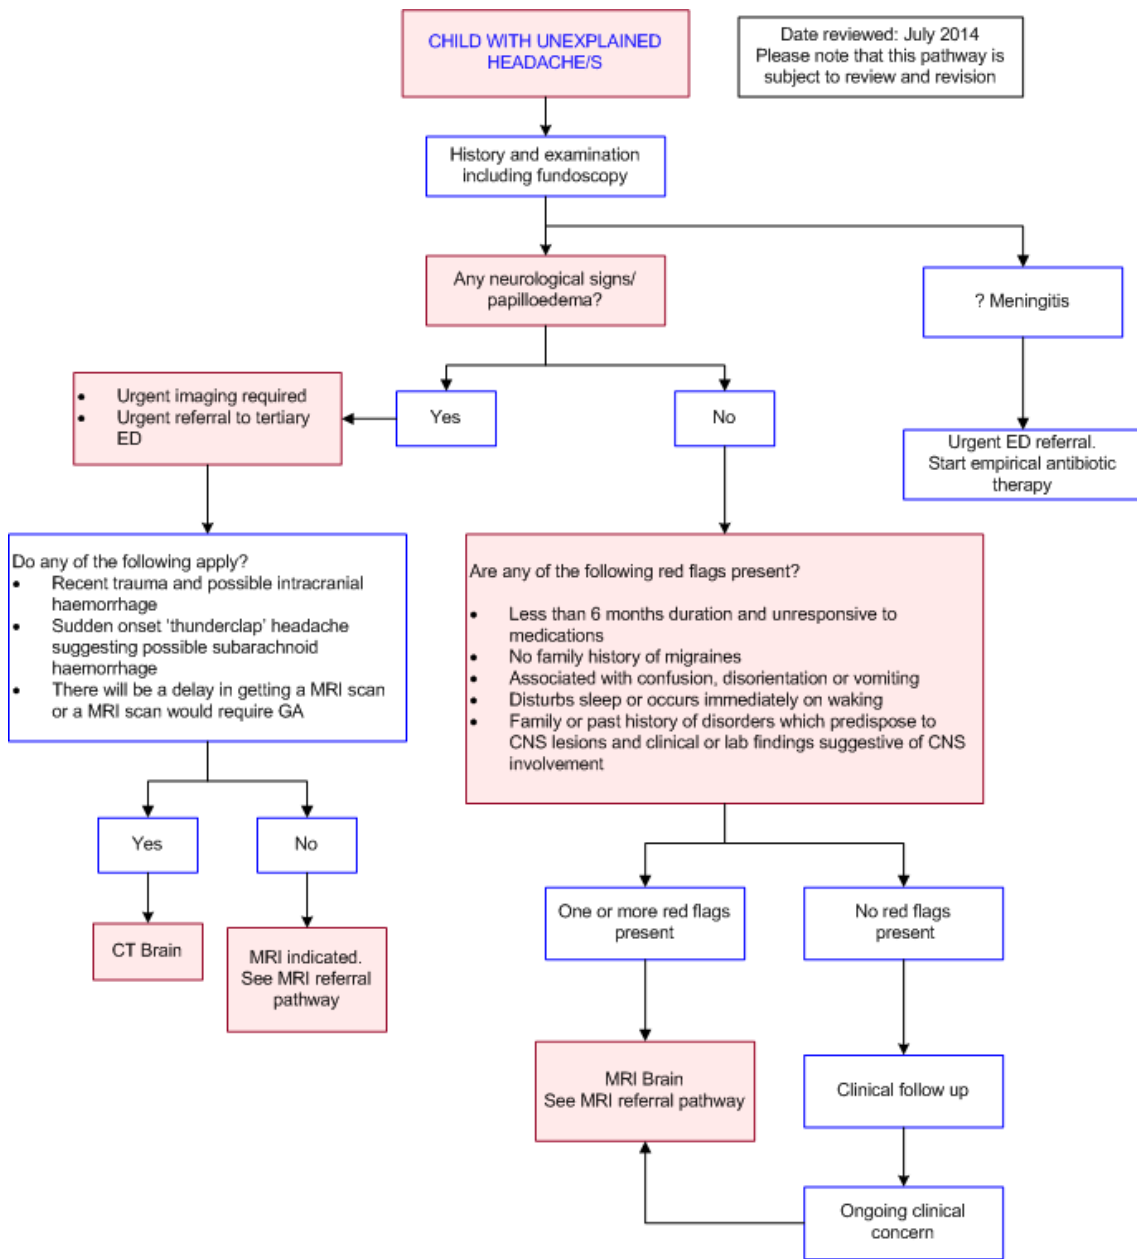 CHILD WITH UNEXPLAINED
HEADACHE/S
Date reviewed: July 2014
Please note that this pathway is
subject to review and revision
History and examination
including fundoscopy
Any neurological signs/
papilloedema?
? Meningitis
• Urgent imaging required
• Urgent referral to tertiary
ED
Yes
No
Urgent ED referral.
Start empirical antibiotic
therapy
Do any of the following apply?
• Recent trauma and possible intracranial
haemorrhage
• Sudden onset ‘thunderclap’ headache
suggesting possible subarachnoid
haemorrhage
• There will be a delay in getting a MRI scan
or a MRI scan would require GA
Are any of the following red flags present?
• Less than 6 months duration and unresponsive to
medications
• No family history of migraines
• Associated with confusion, disorientation or vomiting
• Disturbs sleep or occurs immediately on waking
• Family or past history of disorders which predispose to
CNS lesions and clinical or lab findings suggestive of CNS
involvement
Yes
No
CT Brain
MRI indicated.
See MRI referral
pathway
One or more red flags
present
No red flags
present
MRI Brain
See MRI referral pathway
Clinical follow up
Ongoing clinical
concern